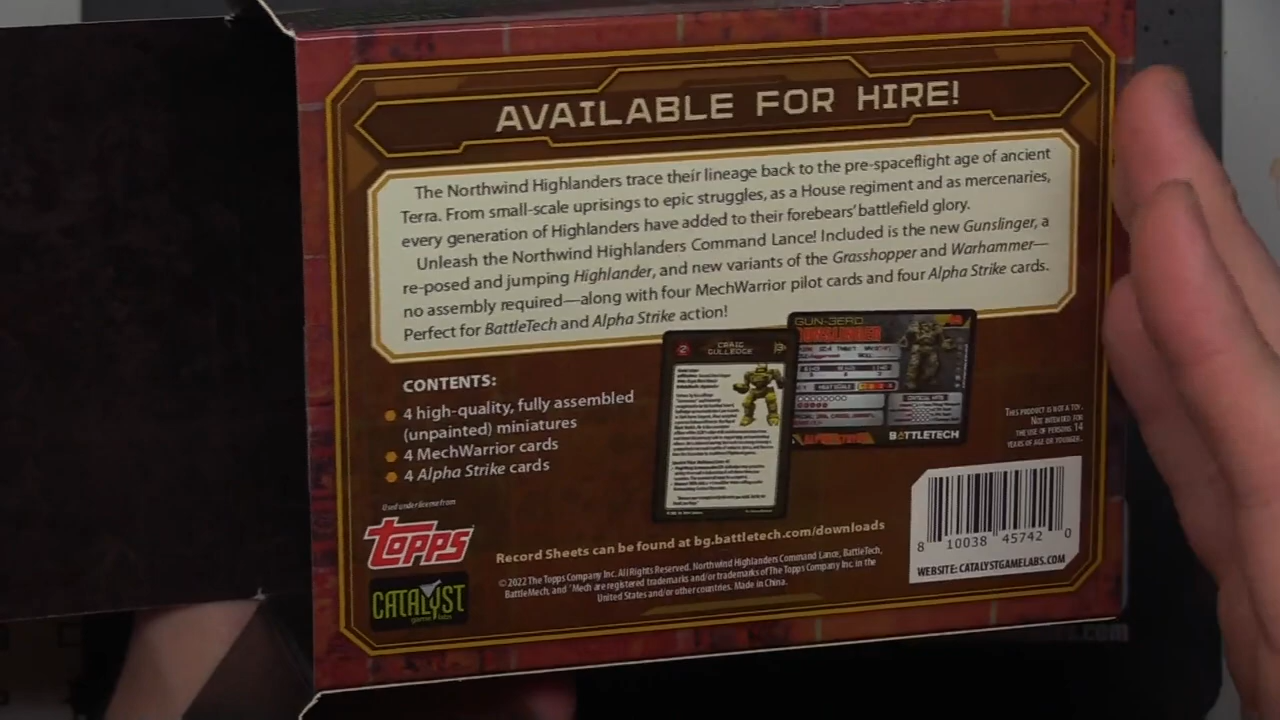 AVAILABLE FOR HIRE!
The Northwind Highlanders trace their lineage back to the pre-spaceflight age of ancient
Terra. From small-scale uprisings to epic struggles, as a House regiment and as mercenaries,
every generation of Highlanders have added to their forebears' battlefield glory.
Unleash the Northwind Highlanders Command Lance! Included is the new Gunslinger, a
re-posed and jumping Highlander, and new variants of the Grasshopper and Warhammer—
no assembly required—along with four MechWarrior pilot cards and four Alpha Strike cards.
Perfect for BattleTech and Alpha Strike action!
CONTENTS:
4 high-quality, fully assembled
(unpainted) miniatures
4 MechWarrior cards
4 Alpha Strike cards
CRAIG
GULLEDGE
BATTLETECH
THIS PRODUCT IS NOT A TOY.
NOT INTENDED FOR
THE USE OF PERSONS 14
YEARS OF AGE OR YOUNGER.
Used under license from
TOPPS
CATALYST
game labs
Record Sheets can be found at bg.battletech.com/downloads
©2022 The Topps Company Inc. All Rights Reserved. Northwind Highlanders Command Lance, BattleTech,
BattleMech, and 'Mech are registered trademarks and/or trademarks of The Topps Company Inc. in the
United States and/or other countries. Made in China.
8 10038 45742 0
WEBSITE: CATALYSTGAMELABS.COM